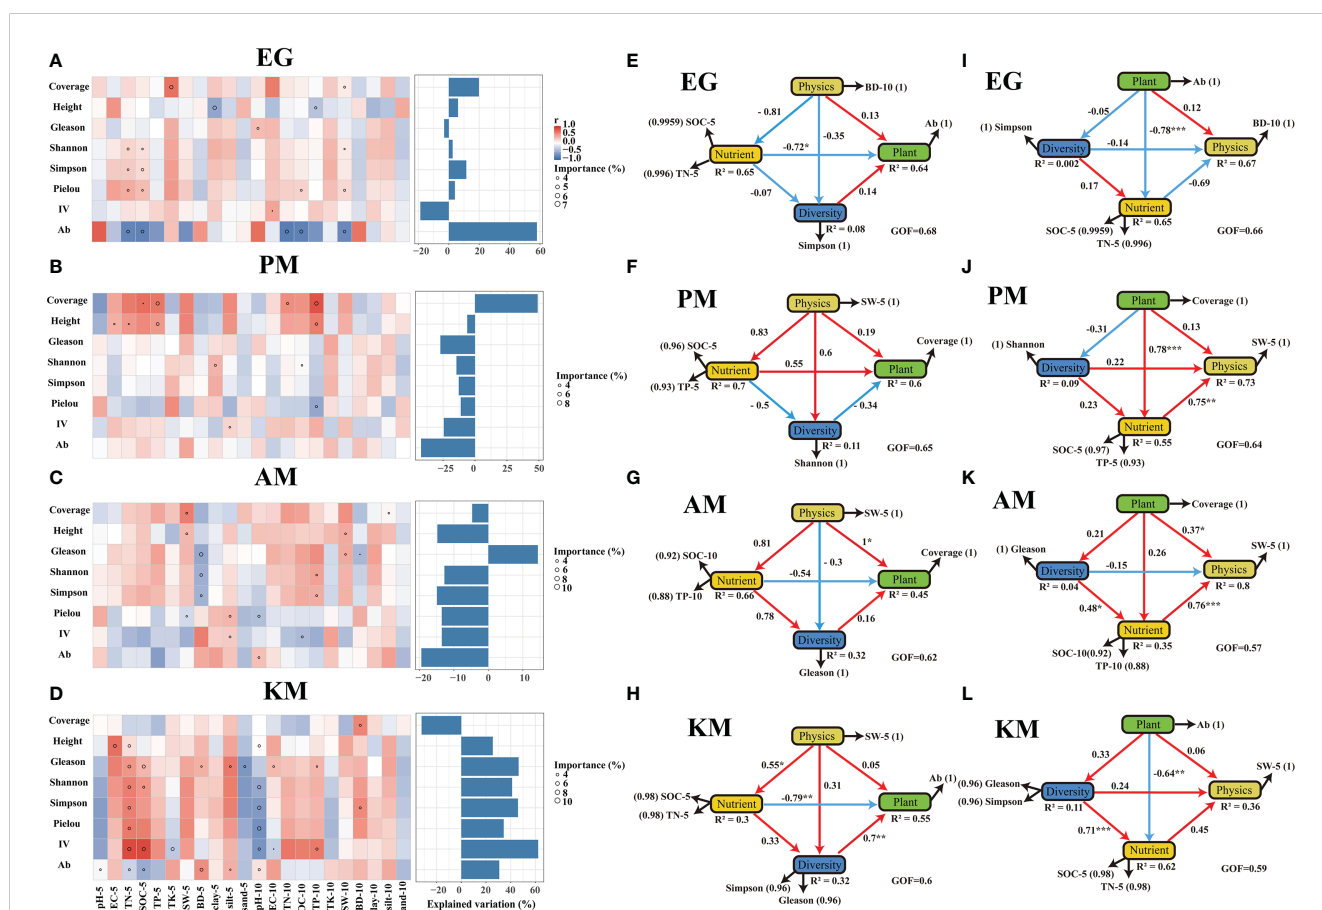 A
EG
Coverage
Height
Gleason
Shannon
Simpson
Pielou
IV
Ab
r
1.0
0.5
0.0
-0.5
-1.0
Importance (%)
4
5
6
7
−20
0
20
40
60
B
PM
Coverage
Height
Gleason
Shannon
Simpson
Pielou
IV
Ab
Importance (%)
4
6
8
−25
0
25
50
C
AM
Coverage
Height
Gleason
Shannon
Simpson
Pielou
IV
Ab
Importance (%)
4
6
8
10
−20
−10
0
10
D
KM
Coverage
Height
Gleason
Shannon
Simpson
Pielou
IV
Ab
Importance (%)
4
6
8
10
−20
0
20
40
60
Explained variation (%)
pH-5
EC-5
TN-5
SOC-5
TP-5
TK-5
SW-5
BD-5
clay-5
silt-5
sand-5
pH-10
EC-10
TN-10
OC-10
TP-10
TK-10
SW-10
BD-10
lay-10
silt-10
and-10
E
EG
Physics
BD-10 (1)
(0.9959) SOC-5
- 0.81
0.13
-0.35
Ab (1)
Nutrient
-0.72*
Plant
(0.996) TN-5
R² = 0.65
R² = 0.64
-0.07
0.14
Diversity
R² = 0.08
Simpson (1)
GOF=0.68
F
PM
Physics
SW-5 (1)
(0.96) SOC-5
0.83
0.19
0.6
Coverage (1)
Nutrient
0.55
Plant
(0.93) TP-5
R² = 0.7
R² = 0.6
- 0.5
- 0.34
Diversity
R² = 0.11
Shannon (1)
GOF=0.65
G
AM
Physics
SW-5 (1)
(0.92) SOC-10
0.81
1*
- 0.3
Coverage (1)
Nutrient
-0.54
Plant
(0.88) TP-10
R² = 0.66
R² = 0.45
0.78
0.16
Diversity
R² = 0.32
Gleason (1)
GOF=0.62
H
KM
Physics
SW-5 (1)
0.55*
0.05
0.31
Ab (1)
(0.98) SOC-5
Nutrient
-0.79**
Plant
(0.98) TN-5
R² = 0.3
R² = 0.55
0.33
0.7**
Diversity
R² = 0.32
Simpson (0.96)
Gleason (0.96)
GOF=0.6
I
EG
Plant
Ab (1)
-0.05
0.12
-0.78***
(1) Simpson
BD-10 (1)
Diversity
-0.14
Physics
R² = 0.002
R² = 0.67
0.17
-0.69
Nutrient
R² = 0.65
SOC-5 (0.9959)
TN-5 (0.996)
GOF=0.66
J
PM
Plant
Coverage (1)
-0.31
0.13
0.78***
(1) Shannon
SW-5 (1)
Diversity
0.22
Physics
R² = 0.09
R² = 0.73
0.23
0.75**
Nutrient
R² = 0.55
SOC-5 (0.97)
TP-5 (0.93)
GOF=0.64
K
AM
Plant
Coverage (1)
0.21
0.37*
0.26
(1) Gleason
SW-5 (1)
Diversity
-0.15
Physics
R² = 0.04
R² = 0.8
0.48*
0.76***
Nutrient
R² = 0.35
SOC-10(0.92)
TP-10 (0.88)
GOF=0.57
L
KM
Plant
Ab (1)
0.33
0.06
-0.64**
SW-5 (1)
(0.96) Gleason
Diversity
0.24
Physics
(0.96) Simpson
R² = 0.11
R² = 0.36
0.71***
0.45
Nutrient
R² = 0.62
SOC-5 (0.98)
TN-5 (0.98)
GOF=0.59